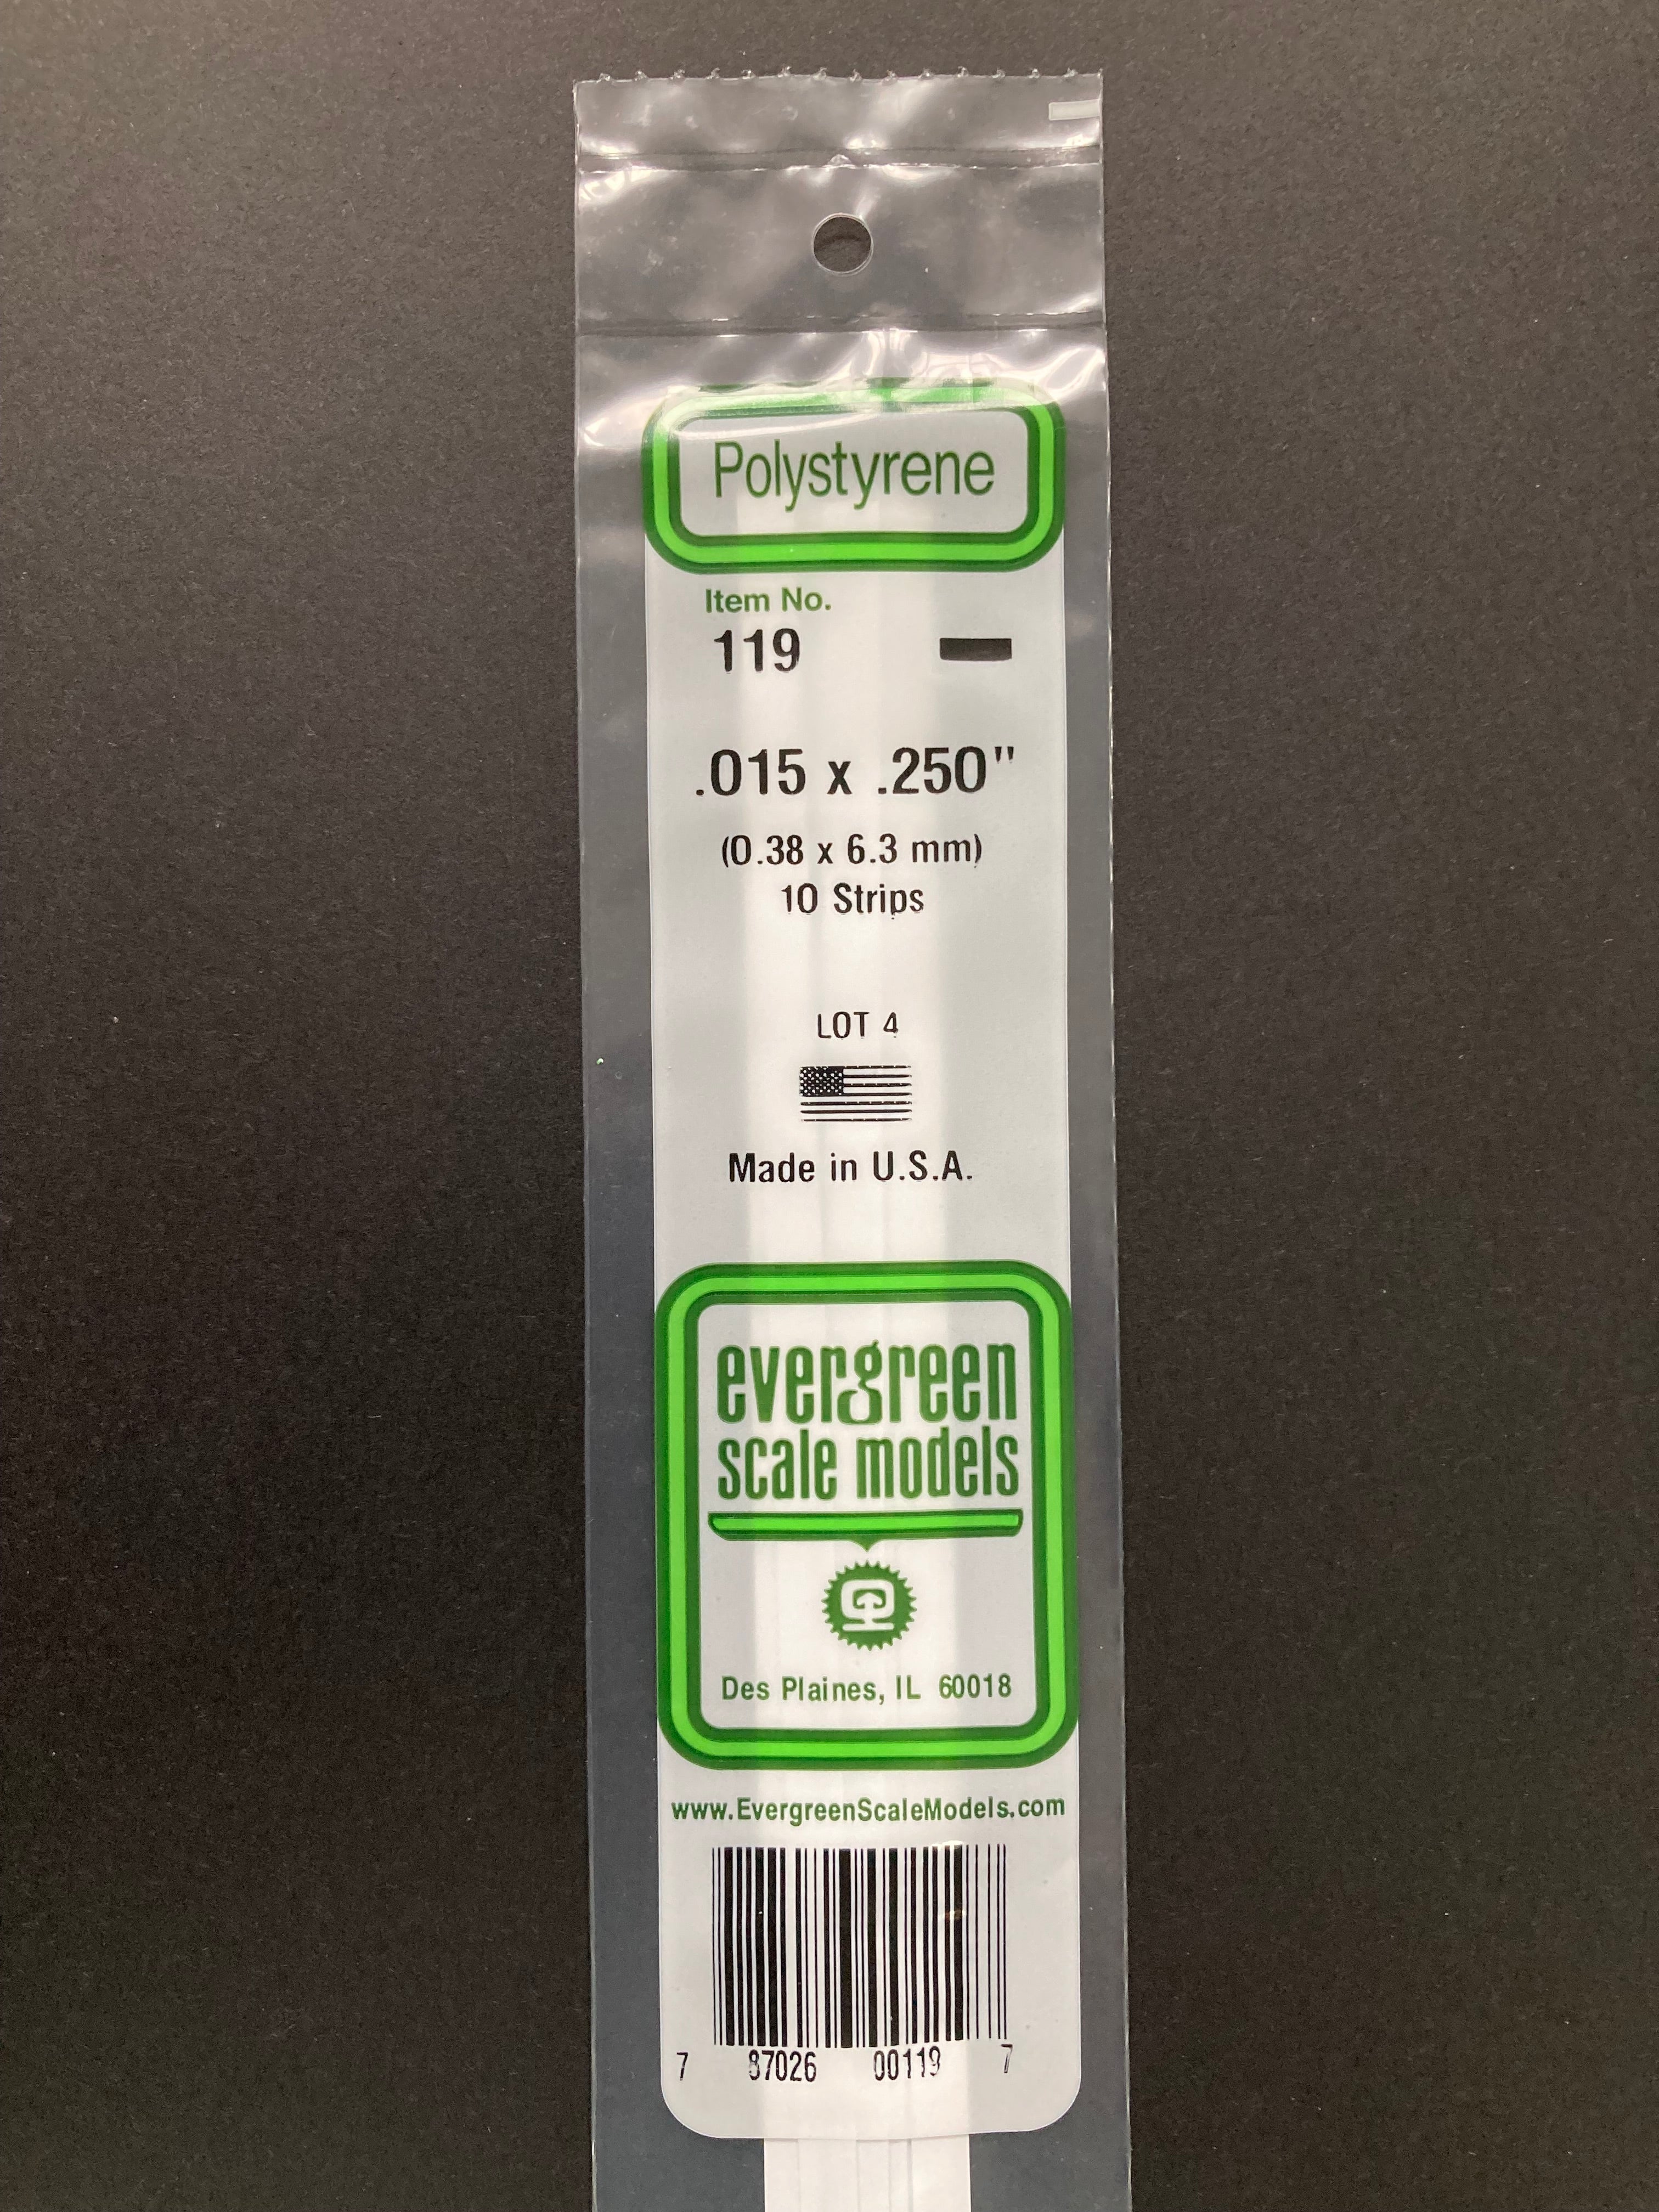 Polystyrene
Item No.
119
.015 x .250"
(0.38 x 6.3 mm)
10 Strips
LOT 4
Made in U.S.A.
evergreen
scale models
Des Plaines, IL 60018
www.EvergreenScaleModels.com
7 87026 00119 7